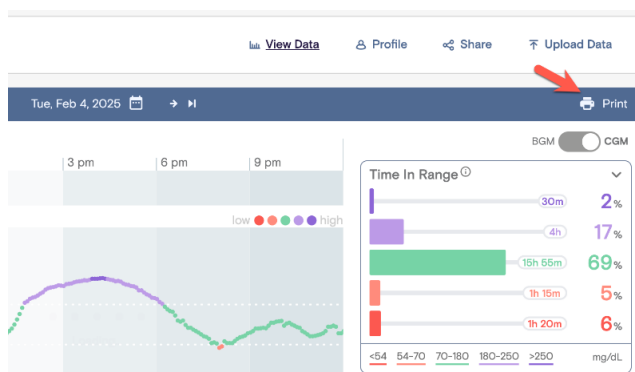 View Data Profile Share Upload Data
Tue, Feb 4, 2025 Print
BGM CGM
3 pm 6 pm 9 pm
Time In Range
30m 2%
low high
4h 17%
15h 55m 69%
1h 15m 5%
1h 20m 6%
<54 54-70 70-180 180-250 >250 mg/dL